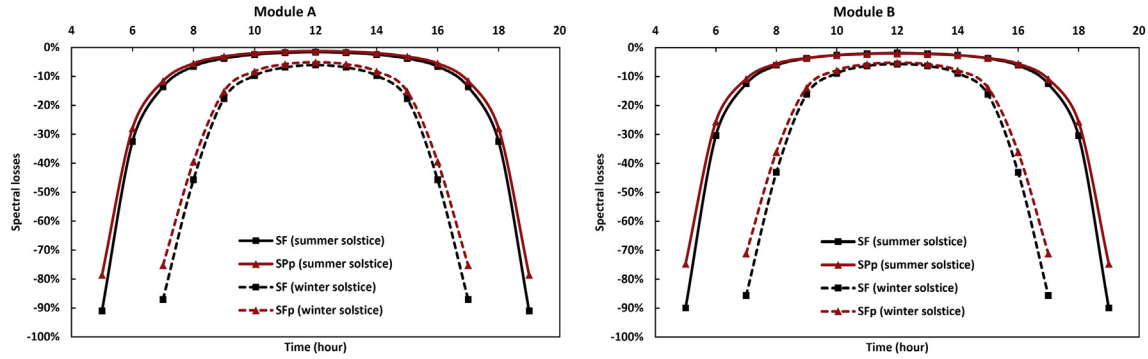 Module A
4 6 8 10 12 14 16 18 20
0%
-10%
-20%
-30%
-40%
-50%
-60%
-70%
-80%
-90%
-100%
Spectral losses
SF (summer solstice)
SPp (summer solstice)
SF (winter solstice)
SFp (winter solstice)
Time (hour)
Module B
4 6 8 10 12 14 16 18 20
0%
-10%
-20%
-30%
-40%
-50%
-60%
-70%
-80%
-90%
-100%
Spectral losses
SF (summer solstice)
SPp (summer solstice)
SF (winter solstice)
SFp (winter solstice)
Time (hour)